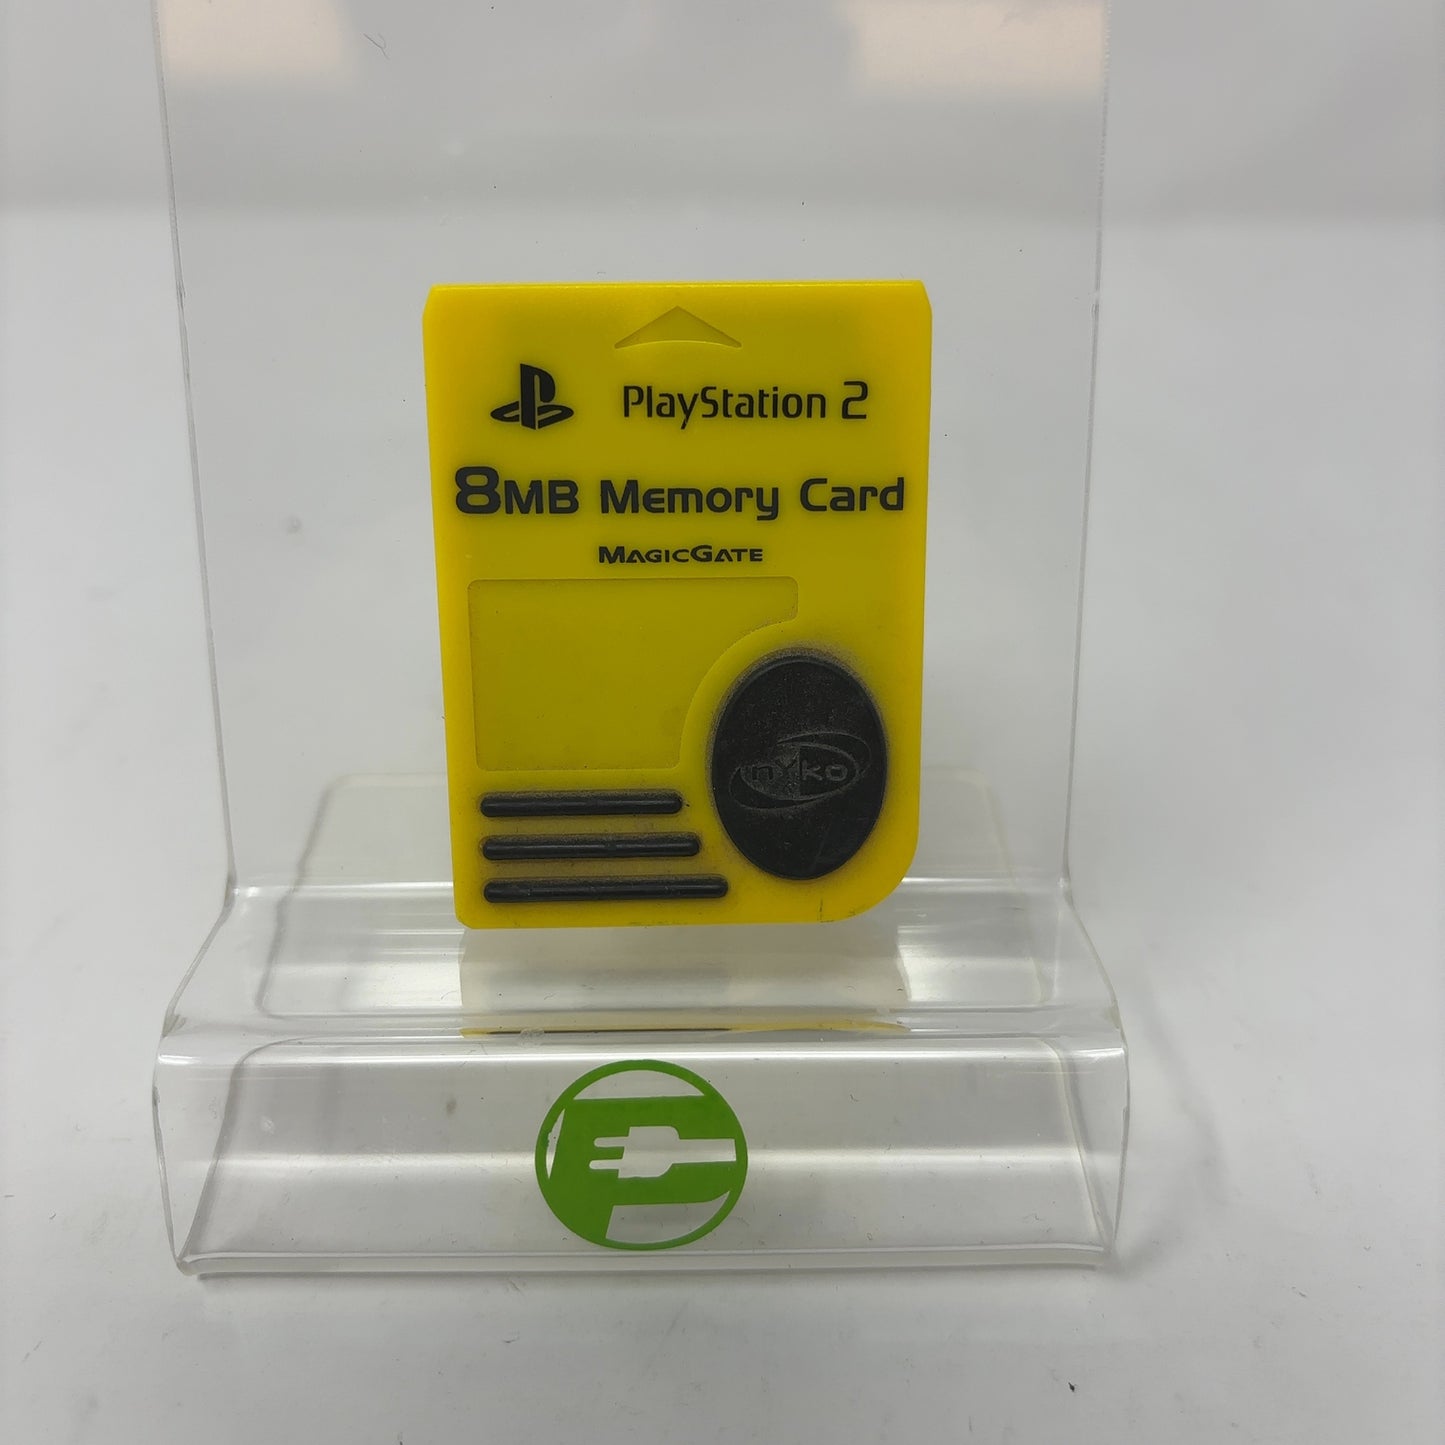 PlayStation 2
8MB Memory Card
MagicGate
nyko